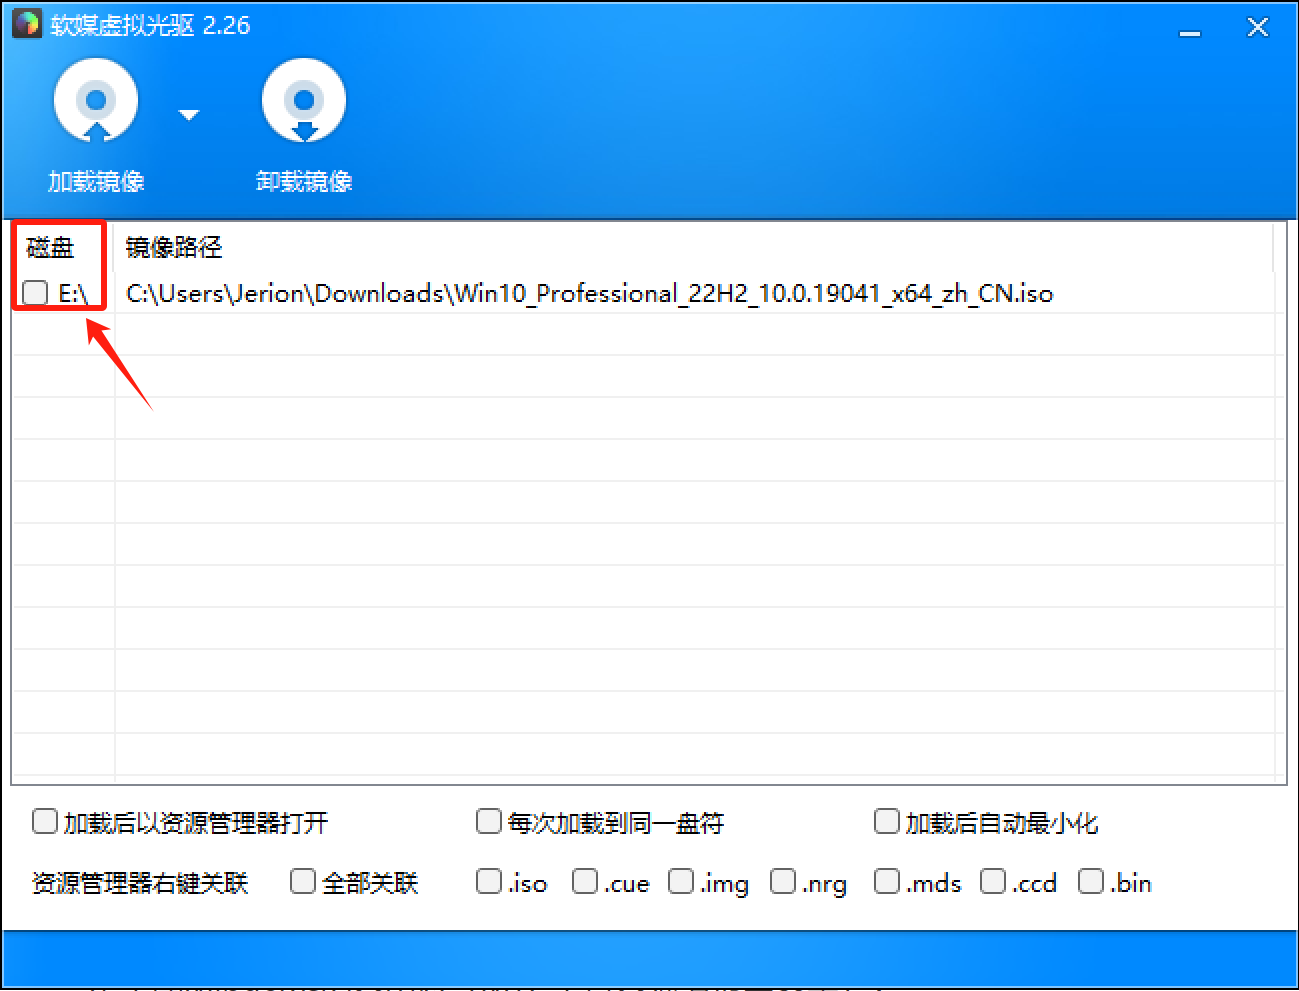 软媒虚拟光驱 2.26
加载镜像
卸载镜像
磁盘
镜像路径
E:\
C:\Users\Jerion\Downloads\Win10_Professional_22H2_10.0.19041_x64_zh_CN.iso
加载后以资源管理器打开
每次加载到同一盘符
加载后自动最小化
资源管理器右键关联
全部关联
.iso
.cue
.img
.nrg
.mds
.ccd
.bin